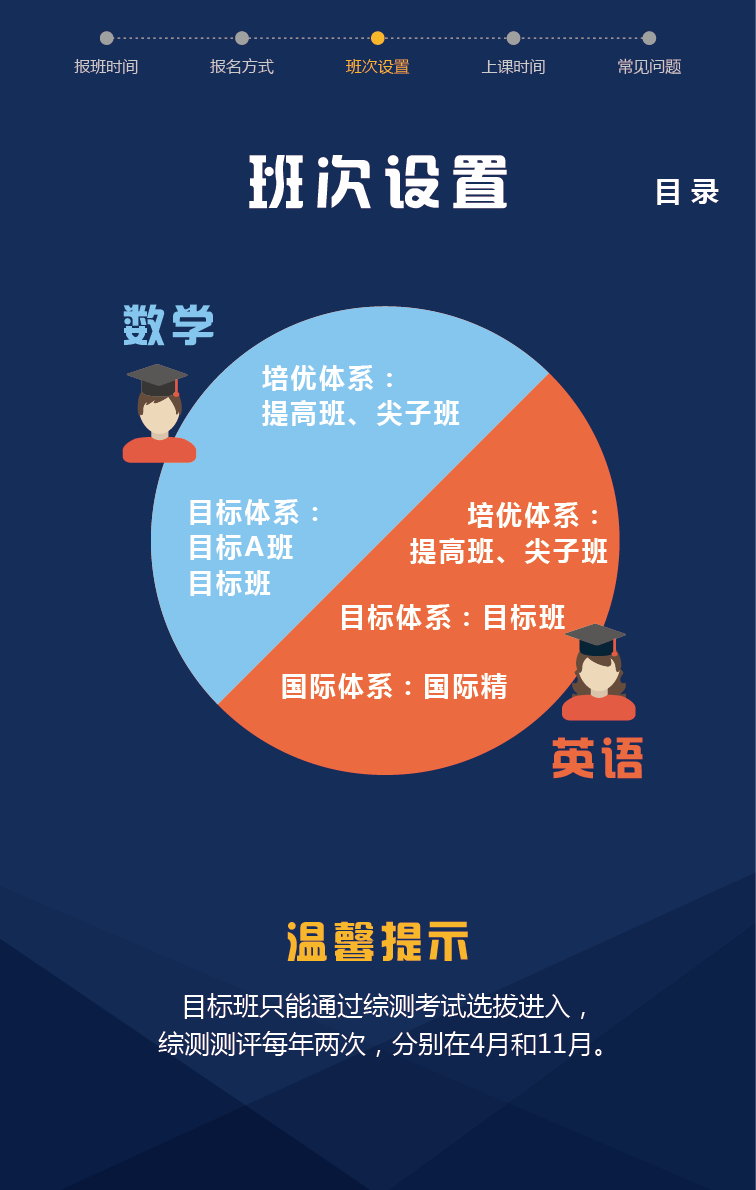 报班时间
报名方式
班次设置
上课时间
常见问题
班次设置
目录
数学
培优体系：
提高班、尖子班
目标体系：
目标A班
目标班
培优体系：
提高班、尖子班
目标体系：目标班
国际体系：国际精
英语
温馨提示
目标班只能通过综测考试选拔进入，
综测测评每年两次，分别在4月和11月。